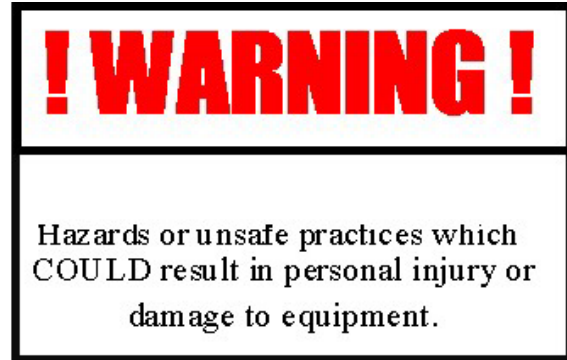 ! WARNING !
Hazards or unsafe practices which
COULD result in personal injury or
damage to equipment.